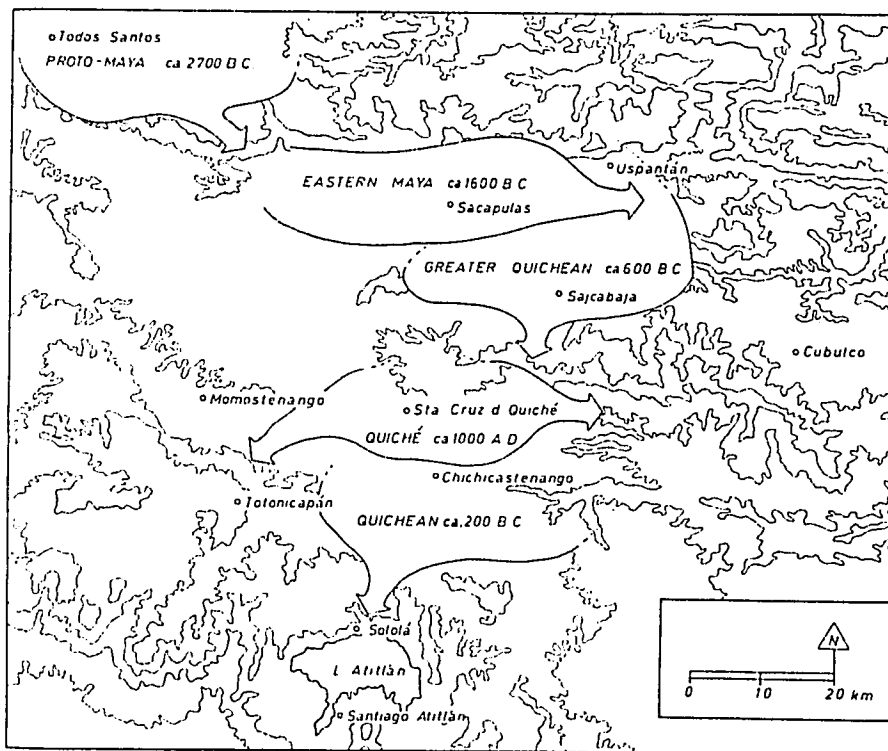 Todos Santos
PROTO-MAYA ca 2700 B C.
EASTERN MAYA ca 1600 B C
Uspantán
Sacapulas
GREATER QUICHEAN ca 600 B C
Sajcabaja
Cubulco
Momostenango
Sta Cruz d Quiché
QUICHÉ ca 1000 A D
Chichicastenango
Totonicapán
QUICHEAN ca. 200 B C
Sololá
L Atitlán
Santiago Atitlán
N
0 10 20 km